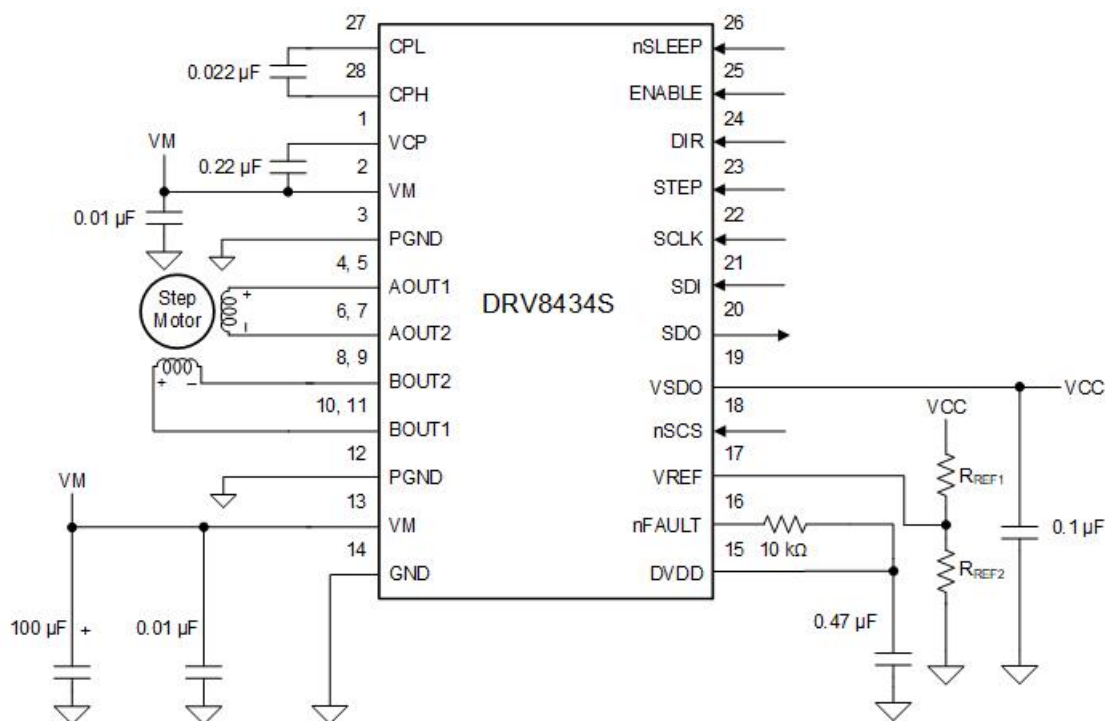 27
CPL
0.022 µF
28
CPH
1
VCP
VM
0.22 µF
2
VM
0.01 µF
3
PGND
4, 5
AOUT1
+
Step
Motor
6, 7
−
AOUT2
8, 9
BOUT2
+ −
10, 11
BOUT1
12
PGND
VM
13
VM
14
GND
100 µF +
0.01 µF
DRV8434S
26
nSLEEP
25
ENABLE
24
DIR
23
STEP
22
SCLK
21
SDI
20
SDO
19
VSDO
VCC
18
nSCS
VCC
17
VREF
RREF1
16
nFAULT
10 kΩ
0.1 µF
15
DVDD
RREF2
0.47 µF